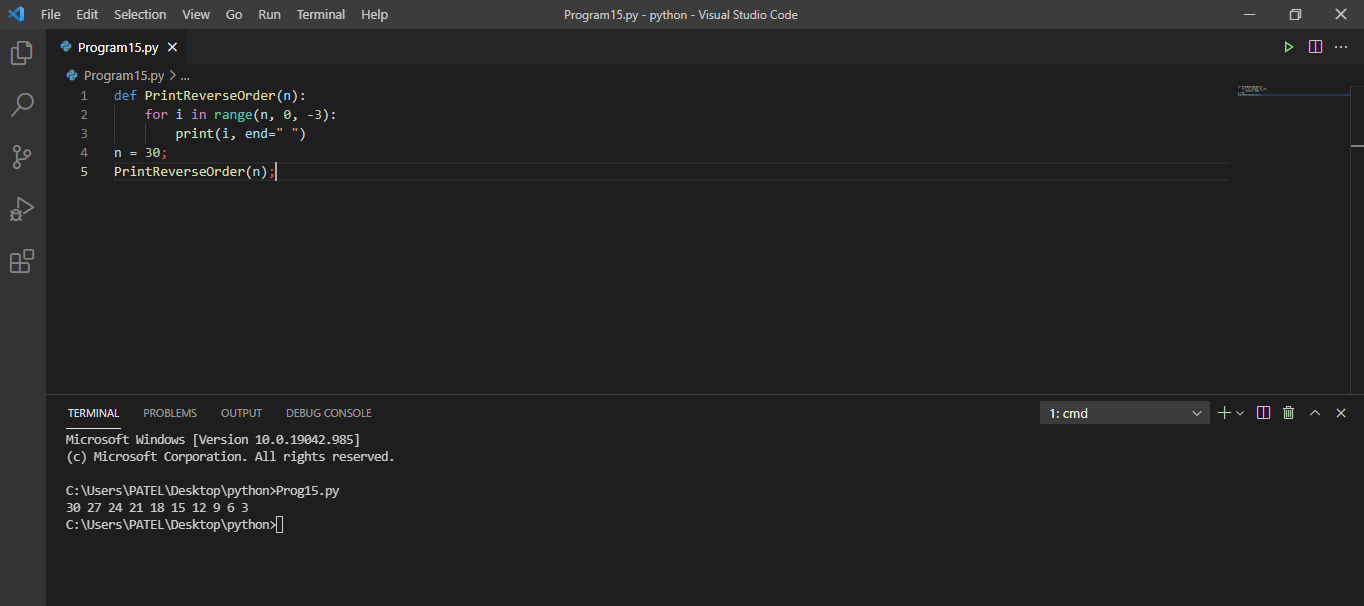 File Edit Selection View Go Run Terminal Help Program15.py - python - Visual Studio Code
Program15.py
Program15.py > ...
1 def PrintReverseOrder(n):
2     for i in range(n, 0, -3):
3         print(i, end=" ")
4 n = 30;
5 PrintReverseOrder(n);
TERMINAL PROBLEMS OUTPUT DEBUG CONSOLE 1: cmd
Microsoft Windows [Version 10.0.19042.985]
(c) Microsoft Corporation. All rights reserved.
C:\Users\PATEL\Desktop\python>Prog15.py
30 27 24 21 18 15 12 9 6 3
C:\Users\PATEL\Desktop\python>